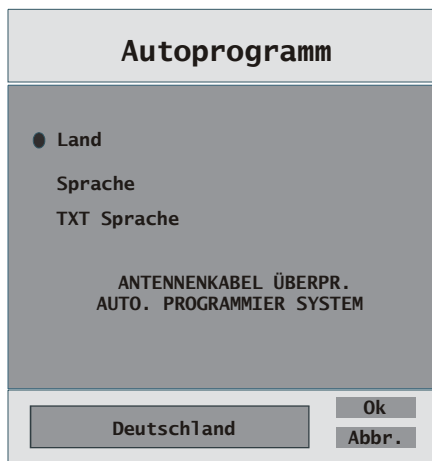 Autoprogramm
Land
Sprache
TXT Sprache
ANTENNENKABEL ÜBERPR.
AUTO. PROGRAMMIER SYSTEM
Deutschland
Ok
Abbr.